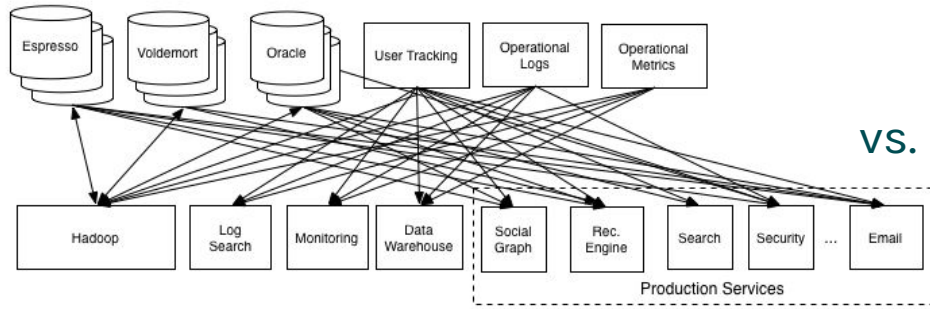 Espresso
Voldemort
Oracle
User Tracking
Operational
Logs
Operational
Metrics
vs.
Hadoop
Log
Search
Monitoring
Data
Warehouse
Social
Graph
Rec.
Engine
Search
Security
...
Email
Production Services